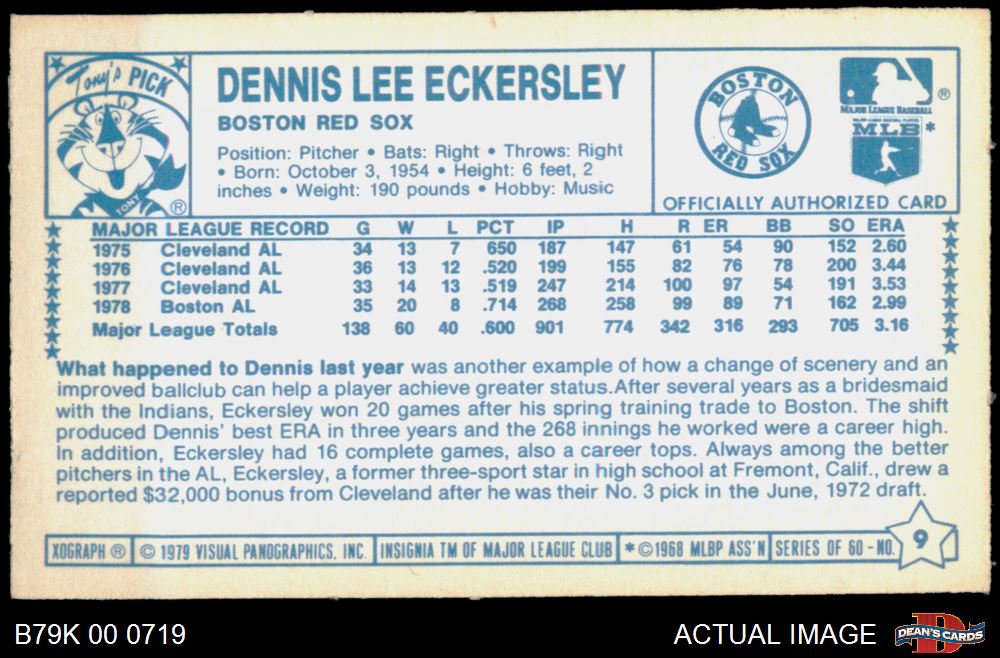 Tony's PICK
TONY ®
DENNIS LEE ECKERSLEY
BOSTON RED SOX
Position: Pitcher • Bats: Right • Throws: Right
• Born: October 3, 1954 • Height: 6 feet, 2
inches • Weight: 190 pounds • Hobby: Music
BOSTON
RED SOX
®
MAJOR LEAGUE BASEBALL
MAJOR LEAGUE BASEBALL PLAYERS
MLB *
OFFICIALLY AUTHORIZED CARD
MAJOR LEAGUE RECORD G W L PCT IP H R ER BB SO ERA
1975 Cleveland AL 34 13 7 650 187 147 61 54 90 152 2.60
1976 Cleveland AL 36 13 12 .520 199 155 82 76 78 200 3.44
1977 Cleveland AL 33 14 13 .519 247 214 100 97 54 191 3.53
1978 Boston AL 35 20 8 .714 268 258 99 89 71 162 2.99
Major League Totals 138 60 40 .600 901 774 342 316 293 705 3.16
What happened to Dennis last year was another example of how a change of scenery and an
improved ballclub can help a player achieve greater status.After several years as a bridesmaid
with the Indians, Eckersley won 20 games after his spring training trade to Boston. The shift
produced Dennis' best ERA in three years and the 268 innings he worked were a career high.
In addition, Eckersley had 16 complete games, also a career tops. Always among the better
pitchers in the AL, Eckersley, a former three-sport star in high school at Fremont, Calif., drew a
reported $32,000 bonus from Cleveland after he was their No. 3 pick in the June, 1972 draft.
XOGRAPH ® © 1979 VISUAL PANOGRAPHICS, INC. INSIGNIA TM OF MAJOR LEAGUE CLUB * © 1968 MLBP ASS'N SERIES OF 60 - NO. 9
B79K 00 0719
ACTUAL IMAGE
D
DEAN'S CARDS